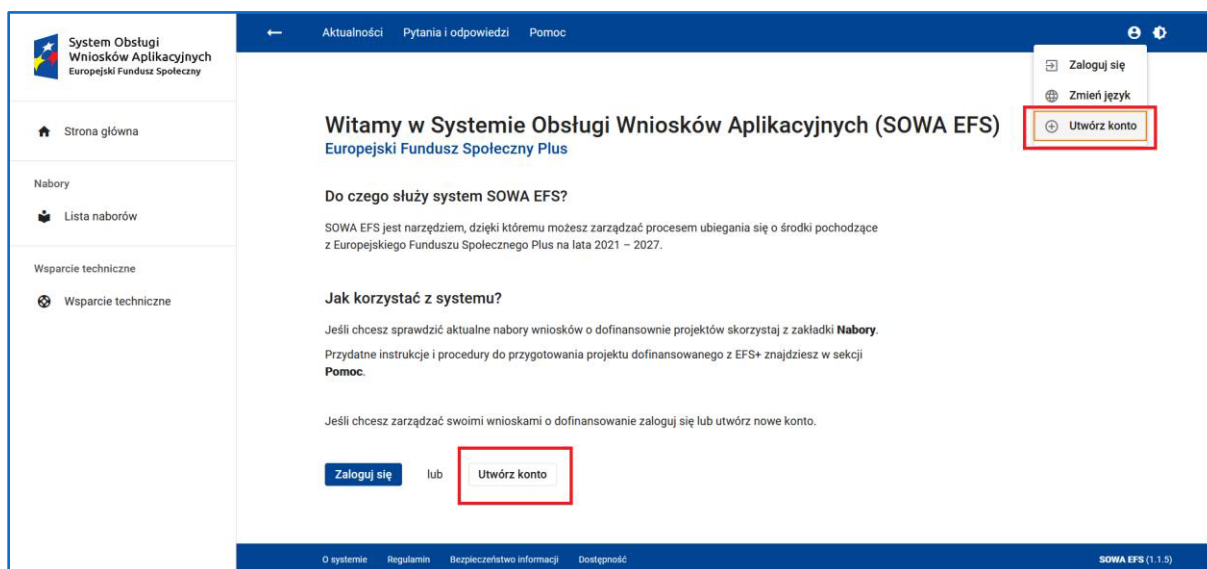 System Obsługi
Wniosków Aplikacyjnych
Europejski Fundusz Społeczny
Aktualności Pytania i odpowiedzi Pomoc
Zaloguj się
Zmień język
Utwórz konto
Strona główna
Nabory
Lista naborów
Wsparcie techniczne
Wsparcie techniczne
Witamy w Systemie Obsługi Wniosków Aplikacyjnych (SOWA EFS)
Europejski Fundusz Społeczny Plus
Do czego służy system SOWA EFS?
SOWA EFS jest narzędziem, dzięki któremu możesz zarządzać procesem ubiegania się o środki pochodzące
z Europejskiego Funduszu Społecznego Plus na lata 2021 – 2027.
Jak korzystać z systemu?
Jeśli chcesz sprawdzić aktualne nabory wniosków o dofinansownie projektów skorzystaj z zakładki Nabory.
Przydatne instrukcje i procedury do przygotowania projektu dofinansowanego z EFS+ znajdziesz w sekcji
Pomoc.
Jeśli chcesz zarządzać swoimi wnioskami o dofinansowanie zaloguj się lub utwórz nowe konto.
Zaloguj się lub Utwórz konto
O systemie Regulamin Bezpieczeństwo informacji Dostępność SOWA EFS (1.1.5)